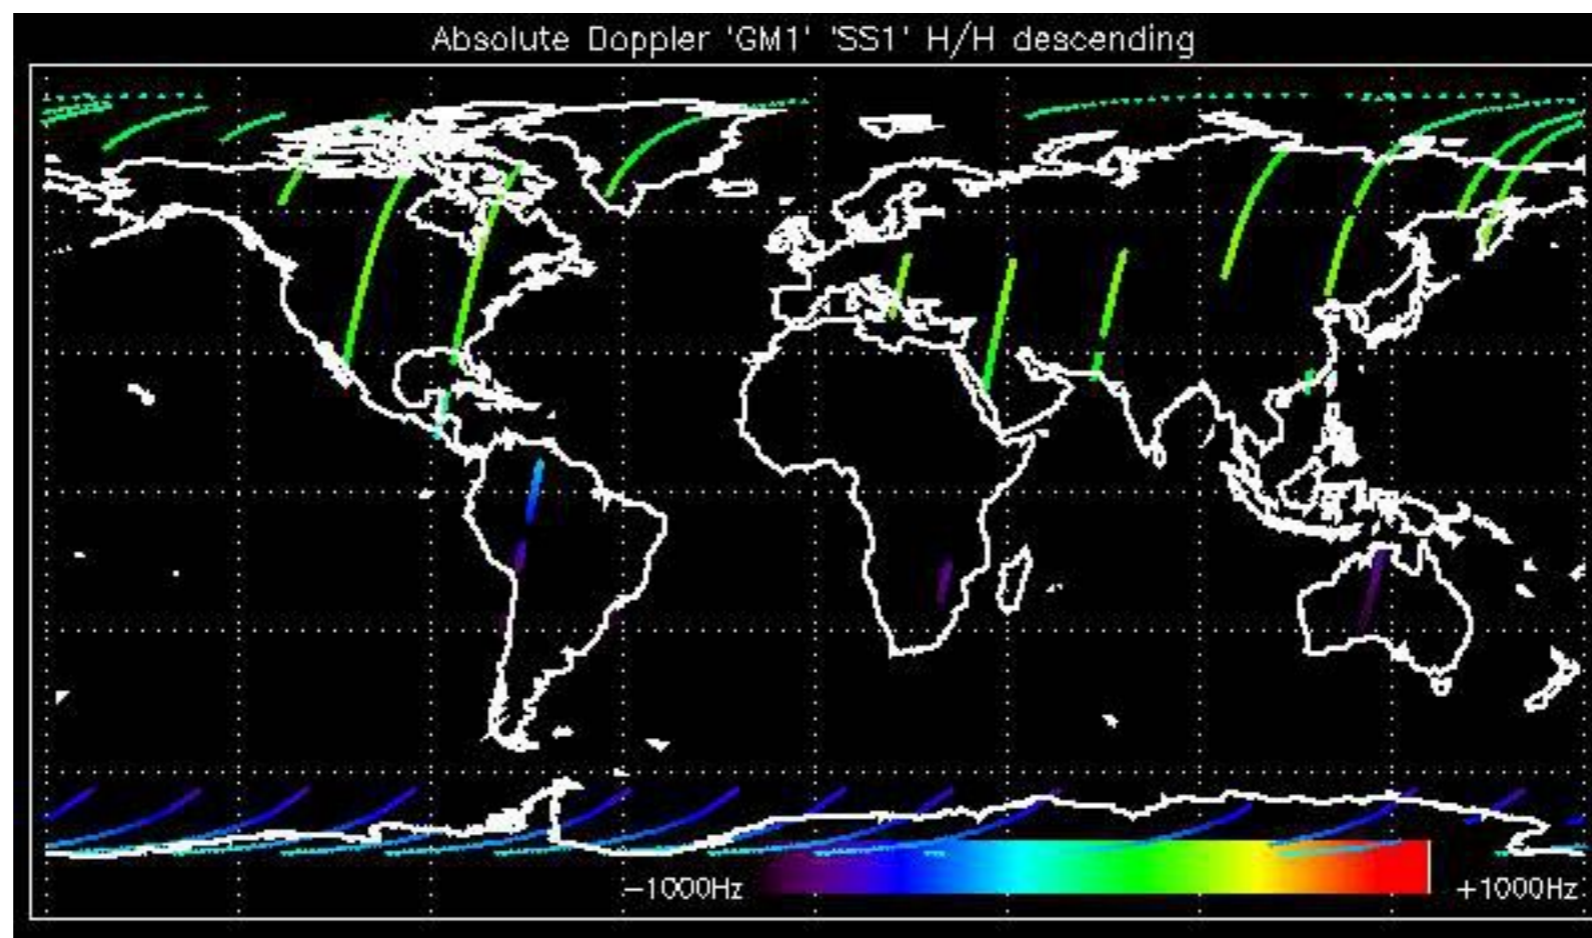 Absolute Doppler 'GM1' 'SS1' H/H descending
-1000Hz
+1000Hz